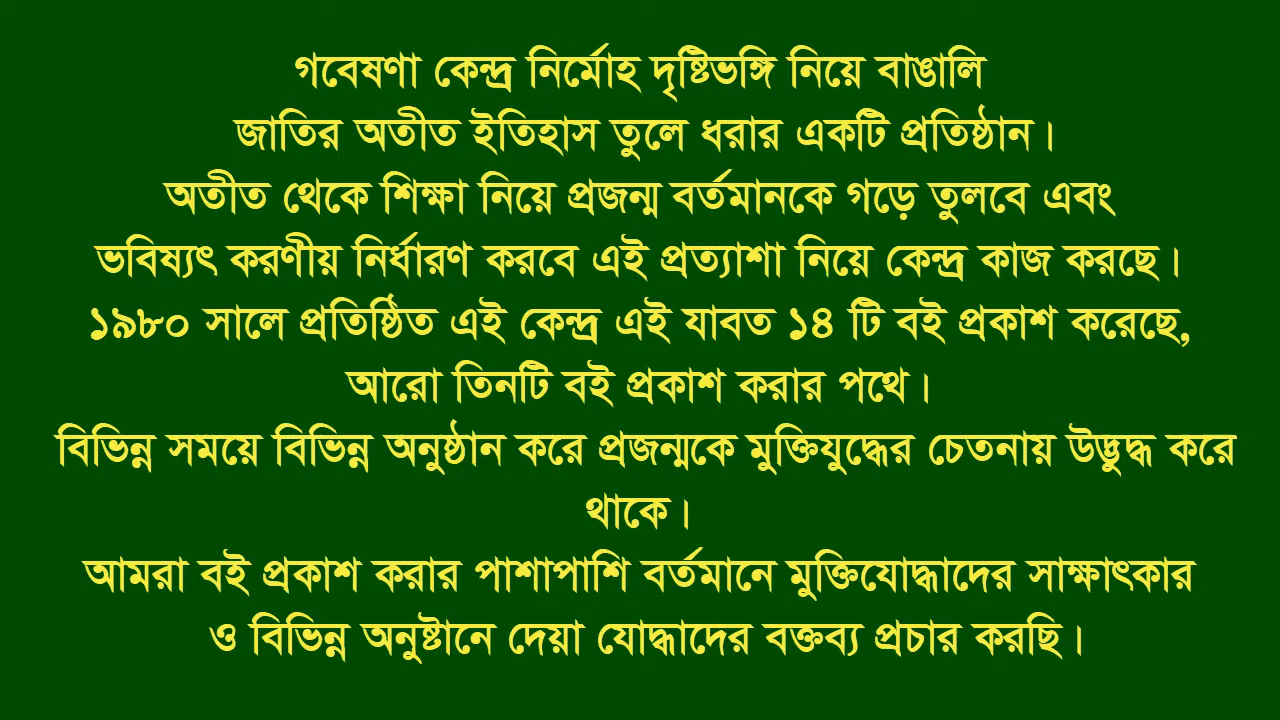 গবেষণা কেন্দ্র নির্মোহ দৃষ্টিভঙ্গি নিয়ে বাঙালি
জাতির অতীত ইতিহাস তুলে ধরার একটি প্রতিষ্ঠান।
অতীত থেকে শিক্ষা নিয়ে প্রজন্ম বর্তমানকে গড়ে তুলবে এবং
ভবিষ্যৎ করণীয় নির্ধারণ করবে এই প্রত্যাশা নিয়ে কেন্দ্র কাজ করছে।
১৯৮০ সালে প্রতিষ্ঠিত এই কেন্দ্র এই যাবত ১৪ টি বই প্রকাশ করেছে,
আরো তিনটি বই প্রকাশ করার পথে।
বিভিন্ন সময়ে বিভিন্ন অনুষ্ঠান করে প্রজন্মকে মুক্তিযুদ্ধের চেতনায় উদ্ভুদ্ধ করে
থাকে।
আমরা বই প্রকাশ করার পাশাপাশি বর্তমানে মুক্তিযোদ্ধাদের সাক্ষাৎকার
ও বিভিন্ন অনুষ্টানে দেয়া যোদ্ধাদের বক্তব্য প্রচার করছি।